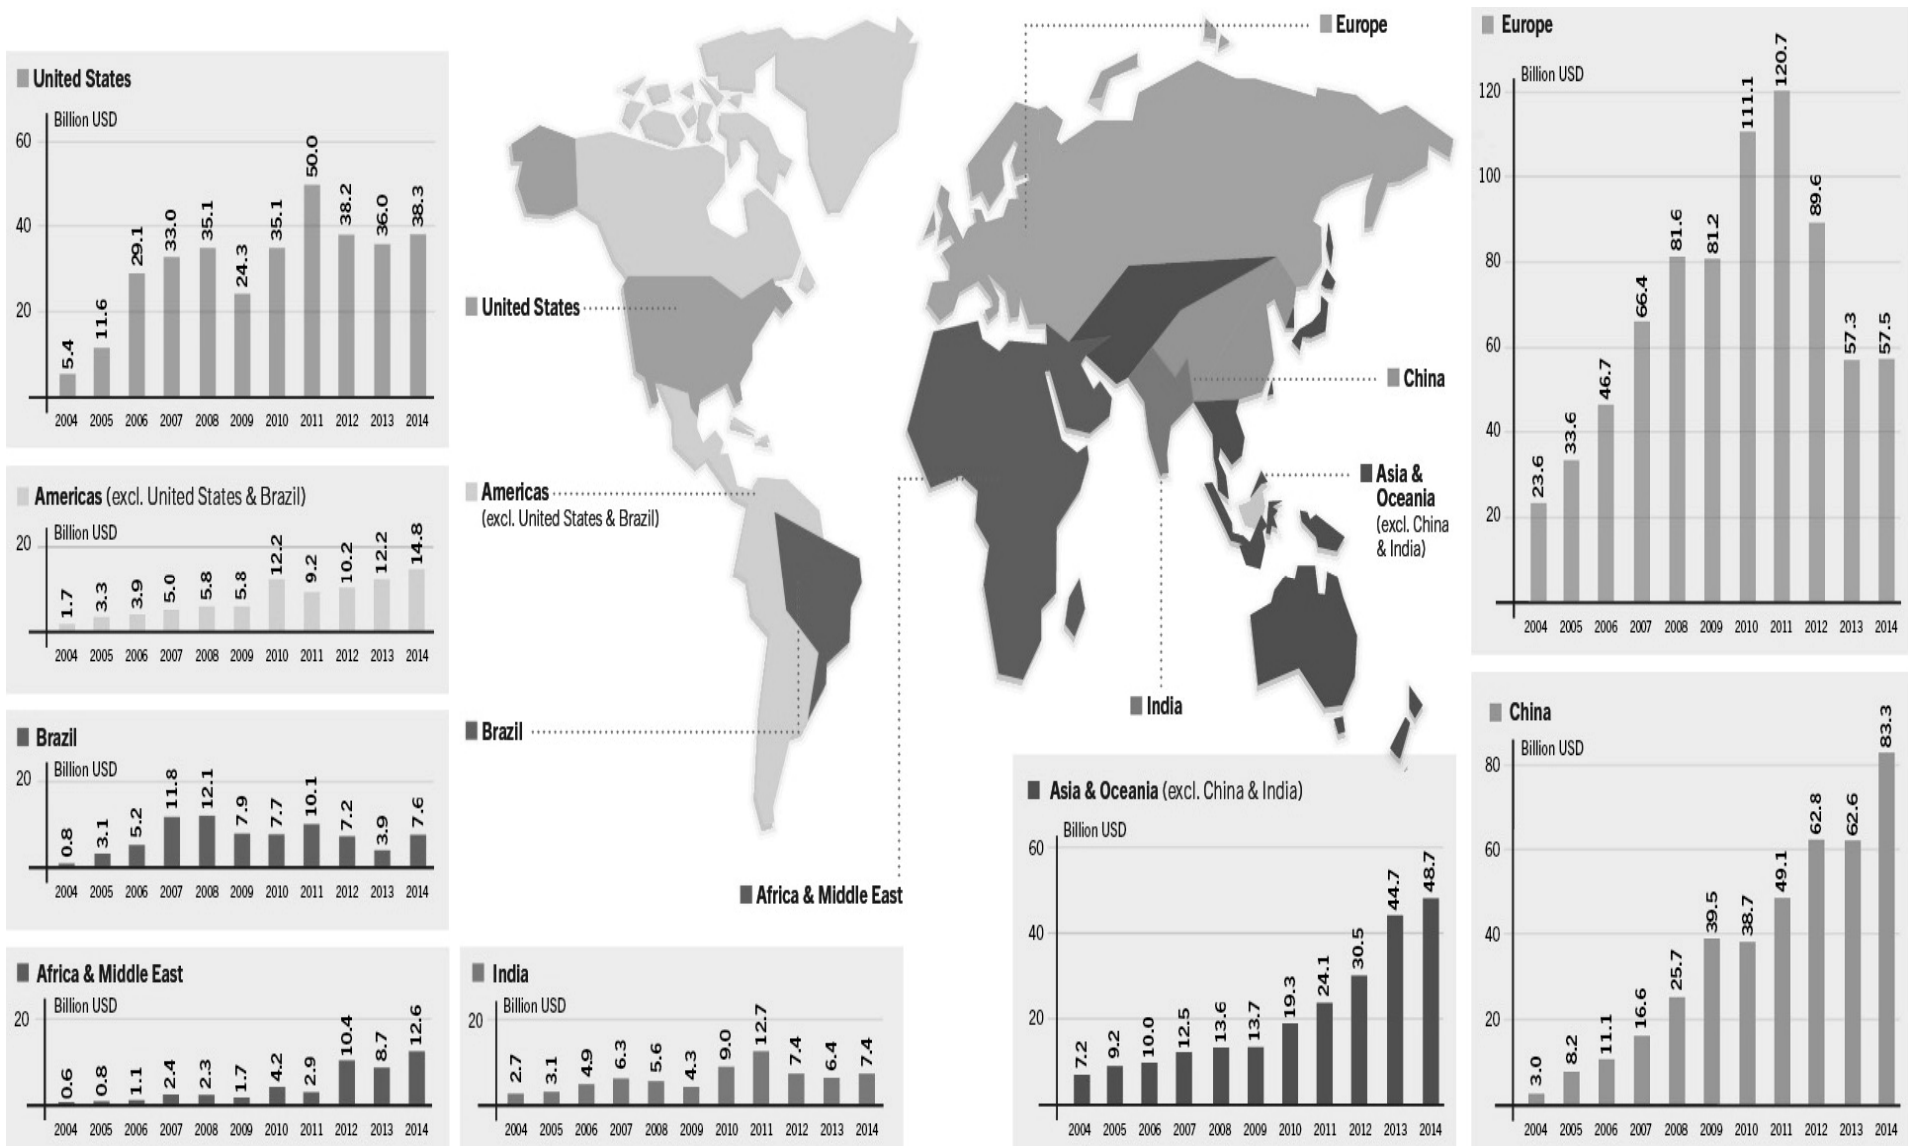 United States
Billion USD
60
40
20
5.4 11.6 29.1 33.0 35.1 24.3 35.1 50.0 38.2 36.0 38.3
2004 2005 2006 2007 2008 2009 2010 2011 2012 2013 2014
Americas (excl. United States & Brazil)
Billion USD
20
1.7 3.3 3.9 5.0 5.8 5.8 12.2 9.2 10.2 12.2 14.8
2004 2005 2006 2007 2008 2009 2010 2011 2012 2013 2014
Brazil
Billion USD
20
0.8 3.1 5.2 11.8 12.1 7.9 7.7 10.1 7.2 3.9 7.6
2004 2005 2006 2007 2008 2009 2010 2011 2012 2013 2014
Africa & Middle East
Billion USD
20
0.6 0.8 1.1 2.4 2.3 1.7 4.2 2.9 10.4 8.7 12.6
2004 2005 2006 2007 2008 2009 2010 2011 2012 2013 2014
Europe
United States
China
Americas
(excl. United States & Brazil)
Asia &
Oceania
(excl. China
& India)
India
Brazil
Africa & Middle East
India
Billion USD
20
2.7 3.1 4.9 6.3 5.6 4.3 9.0 12.7 7.4 6.4 7.4
2004 2005 2006 2007 2008 2009 2010 2011 2012 2013 2014
Asia & Oceania (excl. China & India)
Billion USD
60
40
20
7.2 9.2 10.0 12.5 13.6 13.7 19.3 24.1 30.5 44.7 48.7
2004 2005 2006 2007 2008 2009 2010 2011 2012 2013 2014
Europe
Billion USD
120
100
80
60
40
20
23.6 33.6 46.7 66.4 81.6 81.2 111.1 120.7 89.6 57.3 57.5
2004 2005 2006 2007 2008 2009 2010 2011 2012 2013 2014
China
Billion USD
80
60
40
20
3.0 8.2 11.1 16.6 25.7 39.5 38.7 49.1 62.8 62.6 83.3
2004 2005 2006 2007 2008 2009 2010 2011 2012 2013 2014